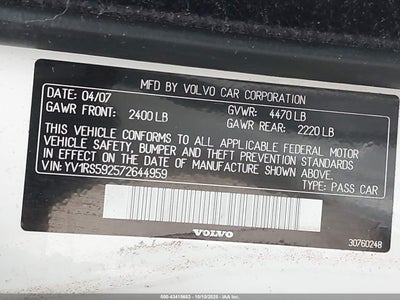 MFD BY VOLVO CAR CORPORATION
DATE: 04/07 GVWR: 4470 LB
GAWR FRONT: 2400 LB GAWR REAR: 2220 LB
THIS VEHICLE CONFORMS TO ALL APPLICABLE FEDERAL MOTOR
VEHICLE SAFETY, BUMPER AND THEFT PREVENTION STANDARDS
IN EFFECT ON THE DATE OF MANUFACTURE SHOWN ABOVE.
VIN: YV1RS592572644959 TYPE: PASS CAR
VOLVO
30760248